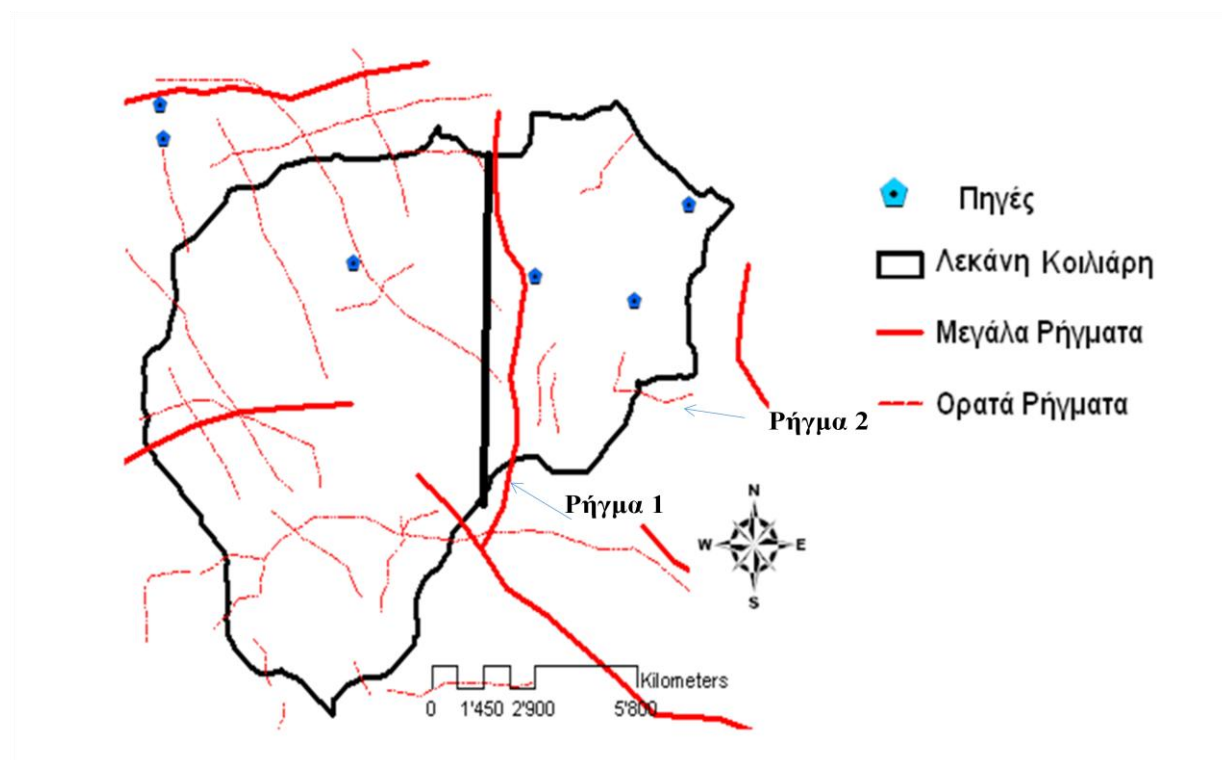 Πηγές
Λεκάνη Κοιλιάρη
Μεγάλα Ρήγματα
Ορατά Ρήγματα
Ρήγμα 2
Ρήγμα 1
N
W E
S
Kilometers
0 1'450 2'900 5'800